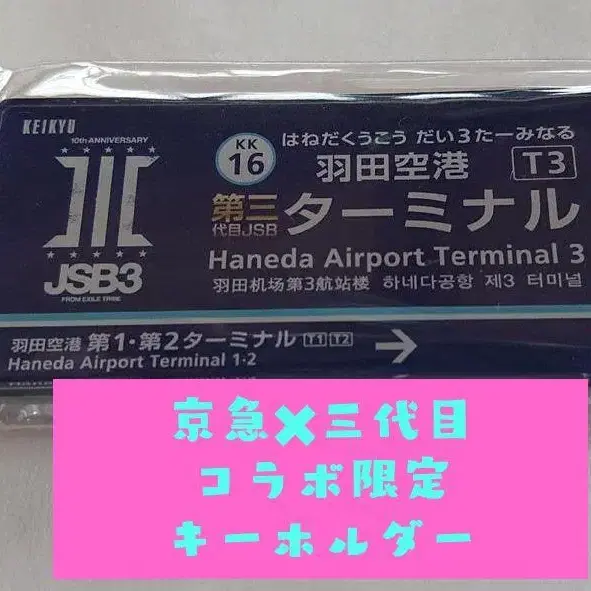 KEIKYU
10th ANNIVERSARY
JSB3
FROM EXILE TRIBE
KK
16
はねだくうこう だい3たーみなる
羽田空港 T3
第三
代目JSB
ターミナル
Haneda Airport Terminal 3
羽田机场第3航站楼 하네다공항 제3 터미널
羽田空港 第1・第2ターミナル T1 T2
Haneda Airport Terminal 1・2
京急✖三代目
コラボ限定
キーホルダー